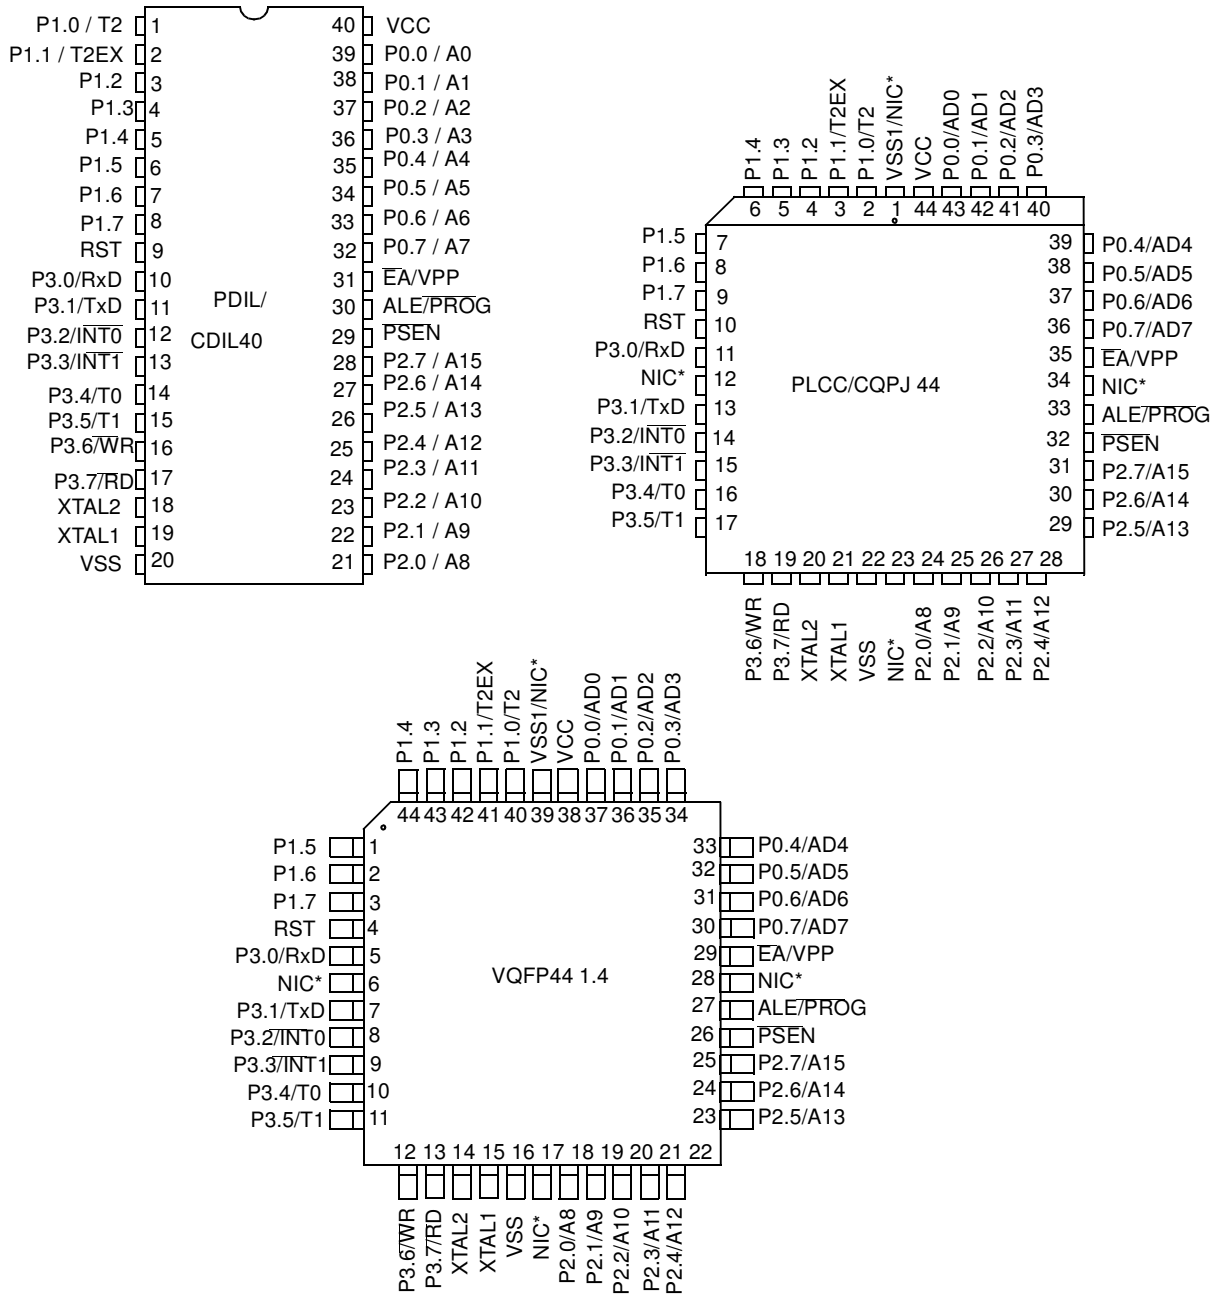 P1.0 / T2 1 40 VCC
P1.1 / T2EX 2 39 P0.0 / A0
P1.2 3 38 P0.1 / A1
P1.3 4 37 P0.2 / A2
P1.4 5 36 P0.3 / A3
P1.5 6 35 P0.4 / A4
P1.6 7 34 P0.5 / A5
P1.7 8 33 P0.6 / A6
RST 9 32 P0.7 / A7
P3.0/RxD 10 31 EA/VPP
P3.1/TxD 11 30 ALE/PROG
P3.2/INT0 12 29 PSEN
P3.3/INT1 13 28 P2.7 / A15
P3.4/T0 14 27 P2.6 / A14
P3.5/T1 15 26 P2.5 / A13
P3.6/WR 16 25 P2.4 / A12
P3.7/RD 17 24 P2.3 / A11
XTAL2 18 23 P2.2 / A10
XTAL1 19 22 P2.1 / A9
VSS 20 21 P2.0 / A8
PDIL/
CDIL40
P1.4 P1.3 P1.2 P1.1/T2EX P1.0/T2 VSS1/NIC* VCC P0.0/AD0 P0.1/AD1 P0.2/AD2 P0.3/AD3
6 5 4 3 2 1 44 43 42 41 40
P1.5 7 39 P0.4/AD4
P1.6 8 38 P0.5/AD5
P1.7 9 37 P0.6/AD6
RST 10 36 P0.7/AD7
P3.0/RxD 11 35 EA/VPP
NIC* 12 34 NIC*
P3.1/TxD 13 33 ALE/PROG
P3.2/INT0 14 32 PSEN
P3.3/INT1 15 31 P2.7/A15
P3.4/T0 16 30 P2.6/A14
P3.5/T1 17 29 P2.5/A13
PLCC/CQPJ 44
18 19 20 21 22 23 24 25 26 27 28
P3.6/WR P3.7/RD XTAL2 XTAL1 VSS NIC* P2.0/A8 P2.1/A9 P2.2/A10 P2.3/A11 P2.4/A12
P1.4 P1.3 P1.2 P1.1/T2EX P1.0/T2 VSS1/NIC* VCC P0.0/AD0 P0.1/AD1 P0.2/AD2 P0.3/AD3
44 43 42 41 40 39 38 37 36 35 34
P1.5 1 33 P0.4/AD4
P1.6 2 32 P0.5/AD5
P1.7 3 31 P0.6/AD6
RST 4 30 P0.7/AD7
P3.0/RxD 5 29 EA/VPP
NIC* 6 28 NIC*
P3.1/TxD 7 27 ALE/PROG
P3.2/INT0 8 26 PSEN
P3.3/INT1 9 25 P2.7/A15
P3.4/T0 10 24 P2.6/A14
P3.5/T1 11 23 P2.5/A13
VQFP44 1.4
12 13 14 15 16 17 18 19 20 21 22
P3.6/WR P3.7/RD XTAL2 XTAL1 VSS NIC* P2.0/A8 P2.1/A9 P2.2/A10 P2.3/A11 P2.4/A12